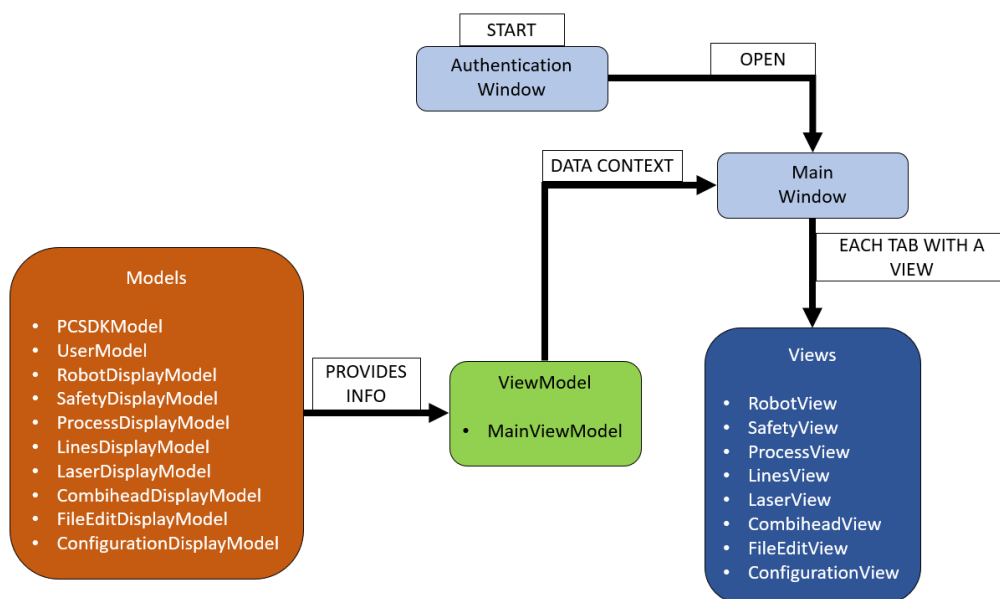 START
Authentication
Window
OPEN
DATA CONTEXT
Main
Window
EACH TAB WITH A
VIEW
Models
• PCSDKModel
• UserModel
• RobotDisplayModel
• SafetyDisplayModel
• ProcessDisplayModel
• LinesDisplayModel
• LaserDisplayModel
• CombiheadDisplayModel
• FileEditDisplayModel
• ConfigurationDisplayModel
PROVIDES
INFO
ViewModel
• MainViewModel
Views
• RobotView
• SafetyView
• ProcessView
• LinesView
• LaserView
• CombiheadView
• FileEditView
• ConfigurationView